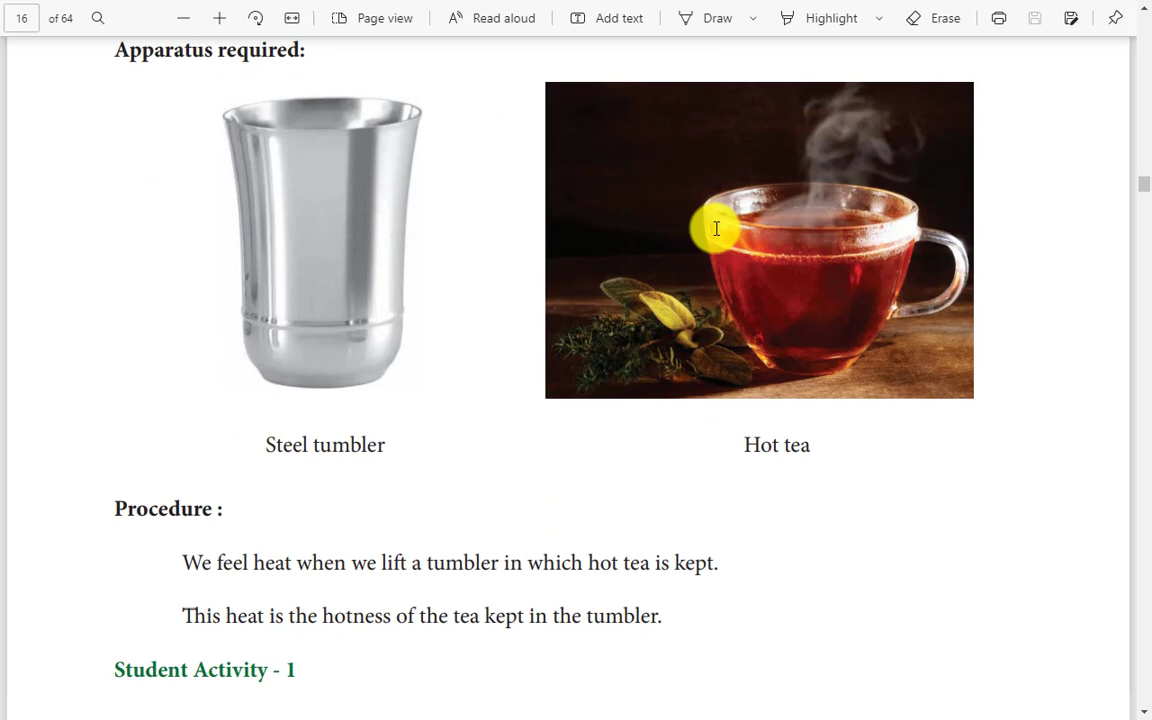 16 of 64 Page view Read aloud Add text Draw Highlight Erase
Apparatus required:
Steel tumbler Hot tea
Procedure :
We feel heat when we lift a tumbler in which hot tea is kept.
This heat is the hotness of the tea kept in the tumbler.
Student Activity - 1